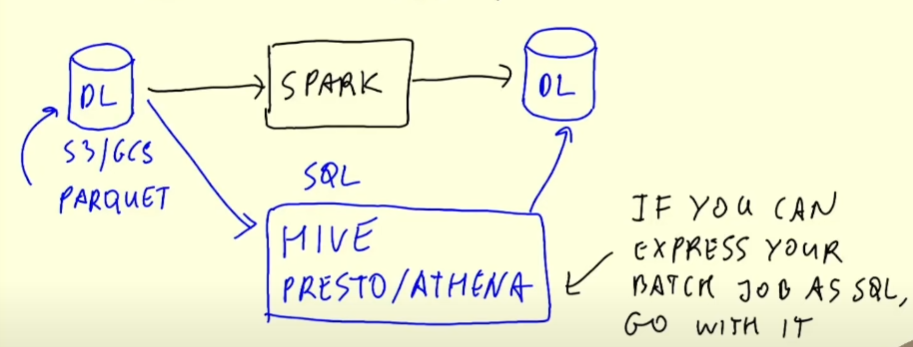 DL
SPARK
DL
S3/GCS
PARQUET
SQL
HIVE
PRESTO/ATHENA
IF YOU CAN
EXPRESS YOUR
BATCH JOB AS SQL,
GO WITH IT